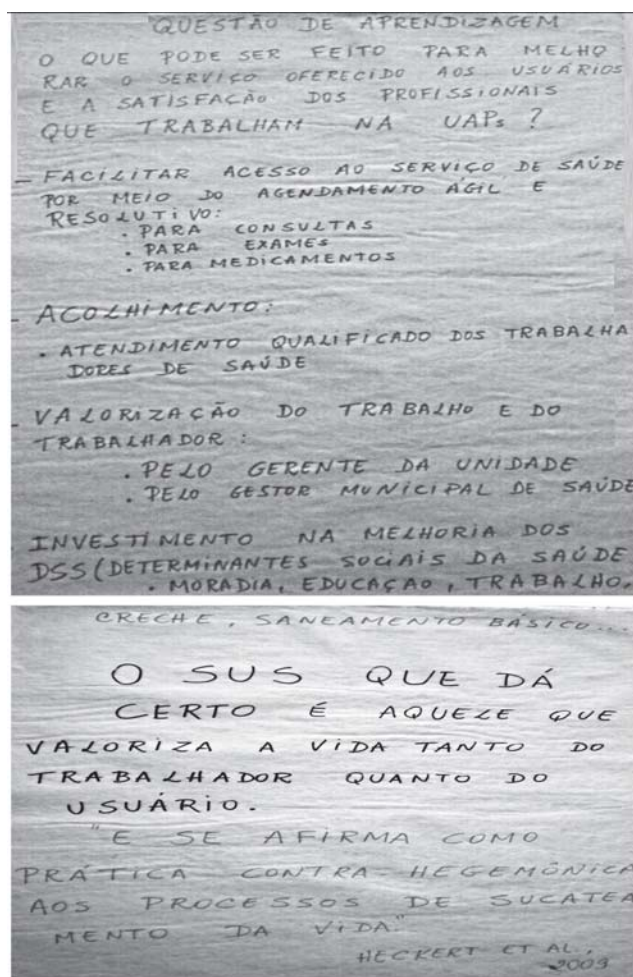 QUESTÃO DE APRENDIZAGEM
O QUE PODE SER FEITO PARA MELHO
RAR O SERVIÇO OFERECIDO AOS USUÁRIOS
E A SATISFAÇÃO DOS PROFISSIONAIS
QUE TRABALHAM NA UAPs ?
- FACILITAR ACESSO AO SERVIÇO DE SAÚDE
POR MEIO DO AGENDAMENTO ÁGIL E
RESOLUTIVO:
. PARA CONSULTAS
. PARA EXAMES
. PARA MEDICAMENTOS
- ACOLHIMENTO:
. ATENDIMENTO QUALIFICADO DOS TRABALHA
DORES DE SAÚDE
- VALORIZAÇÃO DO TRABALHO E DO
TRABALHADOR:
. PELO GERENTE DA UNIDADE
. PELO GESTOR MUNICIPAL DE SAÚDE
INVESTIMENTO NA MELHORIA DOS
DSS (DETERMINANTES SOCIAIS DA SAÚDE
. MORADIA, EDUCAÇAO, TRABALHO,
CRECHE, SANEAMENTO BÁSICO...
O SUS QUE DÁ
CERTO É AQUELE QUE
VALORIZA A VIDA TANTO DO
TRABALHADOR QUANTO DO
USUÁRIO.
"E SE AFIRMA COMO
PRÁTICA CONTRA-HEGEMÔNICA
AOS PROCESSOS DE SUCATEA
MENTO DA VIDA"
HECKERT ET AL,
2009